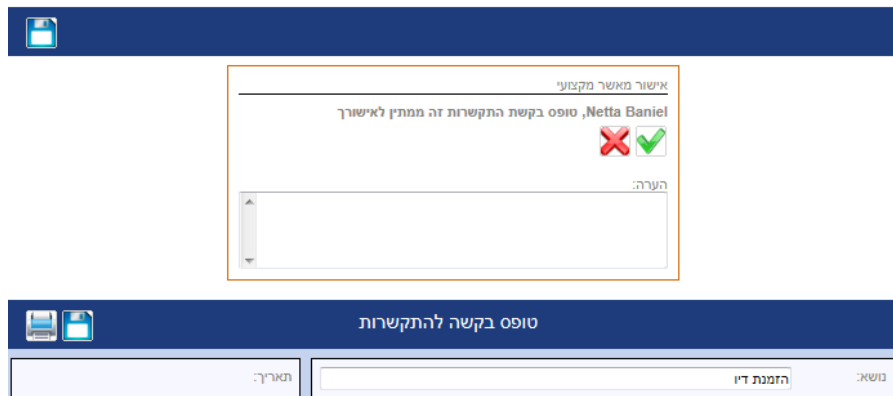 אישור מאשר מקצועי
Netta Baniel, טופס בקשת התקשרות זה ממתין לאישורך
הערה:
טופס בקשה להתקשרות
נושא: הזמנת דיו
תאריך: